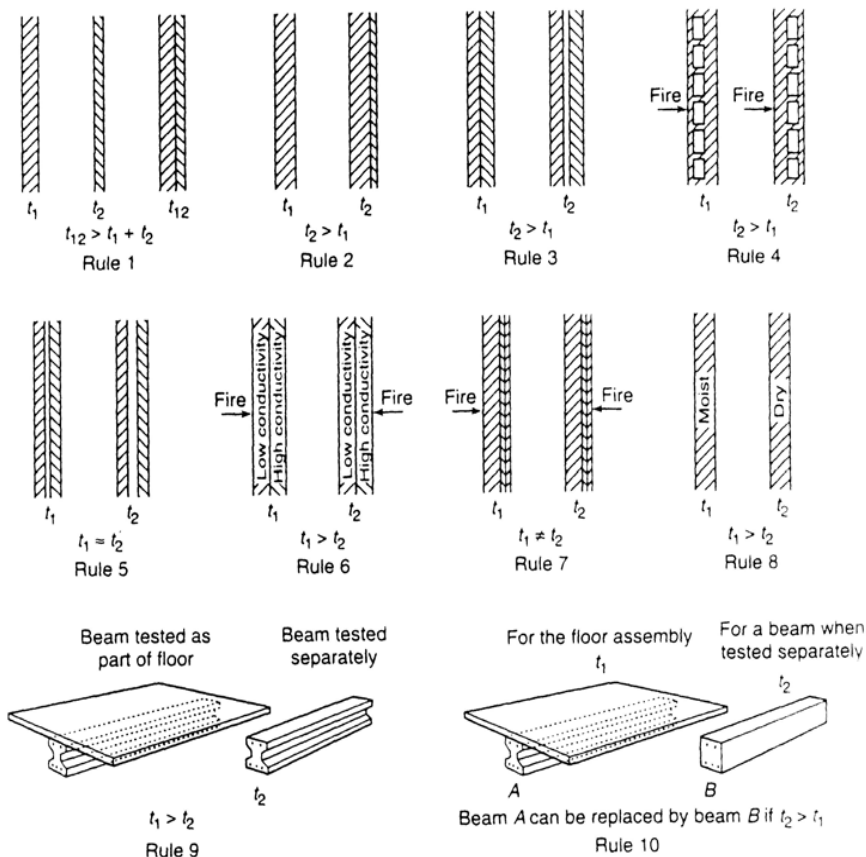 t₁ t₂ t₁₂
t₁₂ > t₁ + t₂
Rule 1
t₁ t₂
t₂ > t₁
Rule 2
t₁ t₂
t₂ > t₁
Rule 3
Fire Fire
t₁ t₂
t₂ > t₁
Rule 4
t₁ t₂
t₁ ≈ t₂
Rule 5
Fire Low conductivity High conductivity Low conductivity High conductivity Fire
t₁ t₂
t₁ > t₂
Rule 6
Fire Fire
t₁ t₂
t₁ ≠ t₂
Rule 7
Moist Dry
t₁ t₂
t₁ > t₂
Rule 8
Beam tested as
part of floor
Beam tested
separately
t₂
t₁ > t₂
Rule 9
For the floor assembly
t₁
For a beam when
tested separately
t₂
A B
Beam A can be replaced by beam B if t₂ > t₁
Rule 10